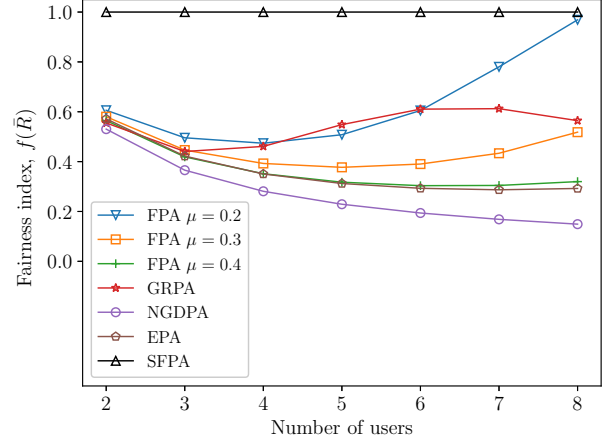 1.0
0.8
0.6
0.4
0.2
0.0
Fairness index, f(R̄)
FPA μ = 0.2
FPA μ = 0.3
FPA μ = 0.4
GRPA
NGDPA
EPA
SFPA
2 3 4 5 6 7 8
Number of users